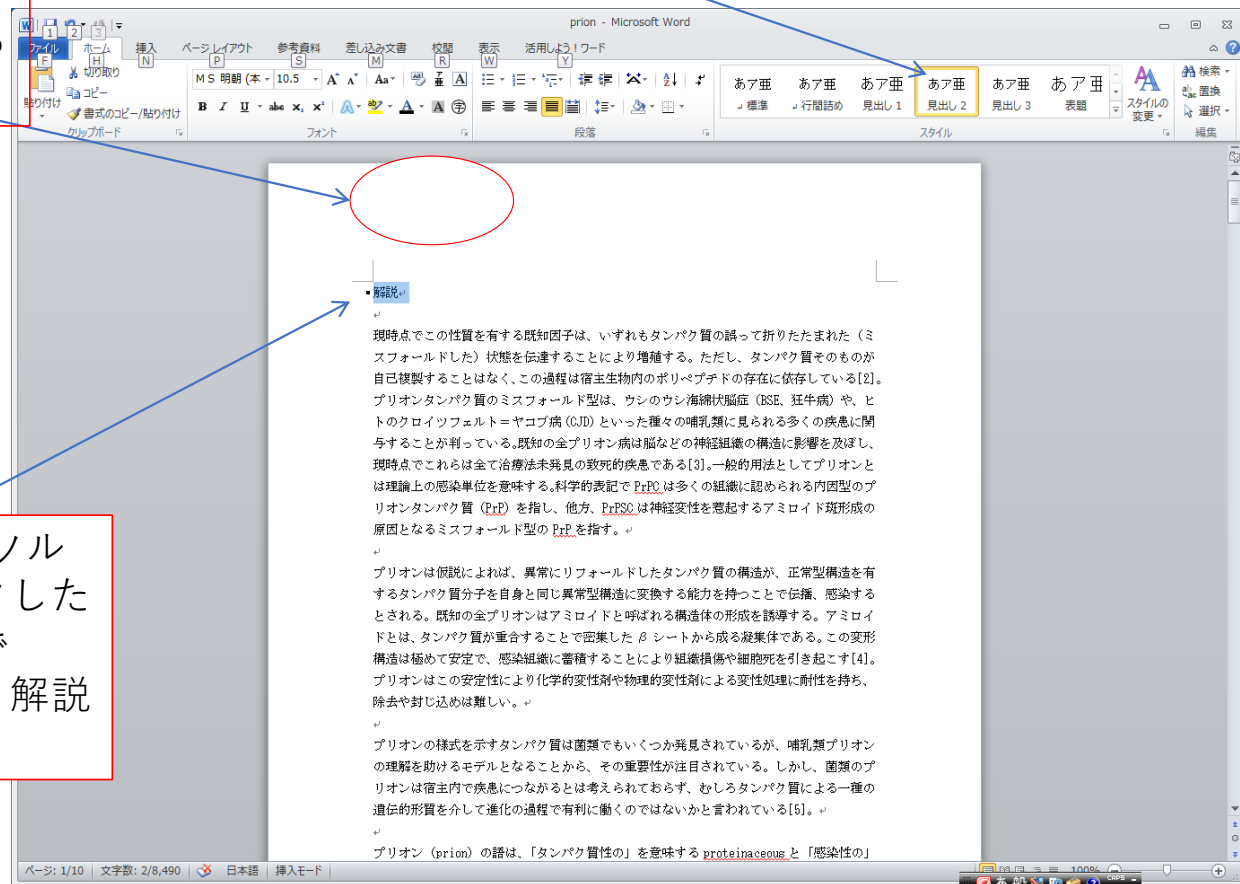 prion - Microsoft Word
1 2 3
ファイル ホーム 挿入 ページ レイアウト 参考資料 差し込み文書 校閲 表示 活用しよう！ワード
F H N P S M R W Y
貼り付け
切り取り
コピー
書式のコピー/貼り付け
クリップボード
ＭＳ 明朝 (本 10.5
フォント
段落
あア亜 あア亜 あア亜 あア亜 あア亜 あア亜
標準 行間詰め 見出し 1 見出し 2 見出し 3 表題
スタイルの
変更
スタイル
検索
置換
選択
編集
解説
現時点でこの性質を有する既知因子は、いずれもタンパク質の誤って折りたたまれた（ミ
スフォールドした）状態を伝達することにより増殖する。ただし、タンパク質そのものが
自己複製することはなく、この過程は宿主生物内のポリペプチドの存在に依存している[2]。
プリオンタンパク質のミスフォールド型は、ウシのウシ海綿状脳症（BSE、狂牛病）や、ヒ
トのクロイツフェルト＝ヤコブ病(CJD)といった種々の哺乳類に見られる多くの疾患に関
与することが判っている。既知の全プリオン病は脳などの神経組織の構造に影響を及ぼし、
現時点でこれらは全て治療法未発見の致死的疾患である[3]。一般的用法としてプリオンと
は理論上の感染単位を意味する。科学的表記で PrPC は多くの組織に認められる内因型のプ
リオンタンパク質（PrP）を指し、他方、PrPSC は神経変性を惹起するアミロイド斑形成の
原因となるミスフォールド型の PrP を指す。
プリオンは仮説によれば、異常にリフォールドしたタンパク質の構造が、正常型構造を有
するタンパク質分子を自身と同じ異常型構造に変換する能力を持つことで伝播、感染する
とされる。既知の全プリオンはアミロイドと呼ばれる構造体の形成を誘導する。アミロイ
ドとは、タンパク質が重合することで密集した β シートから成る凝集体である。この変形
構造は極めて安定で、感染組織に蓄積することにより組織損傷や細胞死を引き起こす[4]。
プリオンはこの安定性により化学的変性剤や物理的変性剤による変性処理に耐性を持ち、
除去や封じ込めは難しい。
プリオンの様式を示すタンパク質は菌類でもいくつか発見されているが、哺乳類プリオン
の理解を助けるモデルとなることから、その重要性が注目されている。しかし、菌類のプ
リオンは宿主内で疾患につながるとは考えられておらず、むしろタンパク質による一種の
遺伝的形質を介して進化の過程で有利に働くのではないかと言われている[5]。
プリオン（prion）の語は、「タンパク質性の」を意味する proteinaceous と「感染性の」
ソル
した
解説
ページ: 1/10 文字数: 2/8,490 日本語 挿入モード 100%
あ 般 CAPS